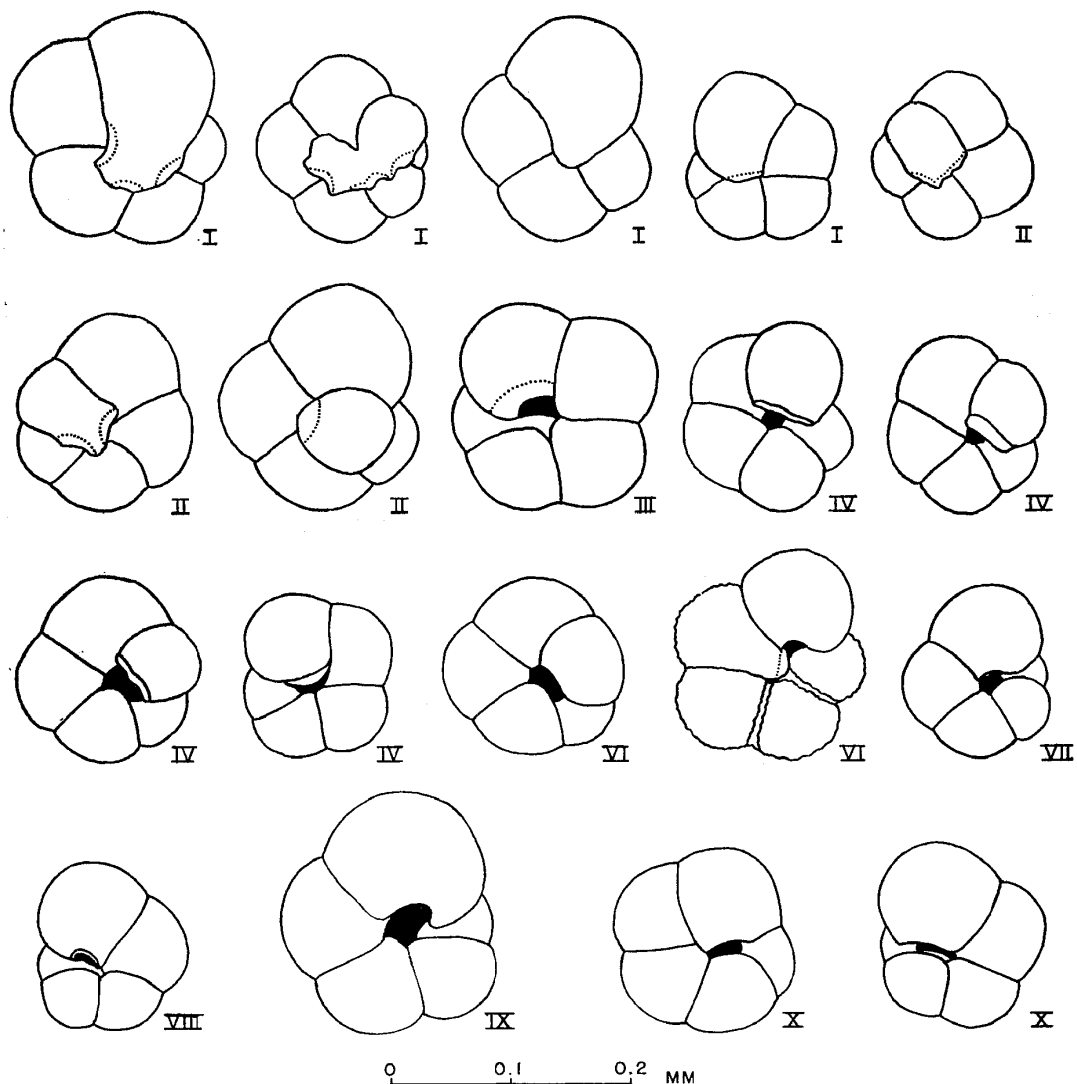 I I I I II
II II III IV IV
IV IV VI VI VII
VIII IX X X
0 0.1 0.2 MM